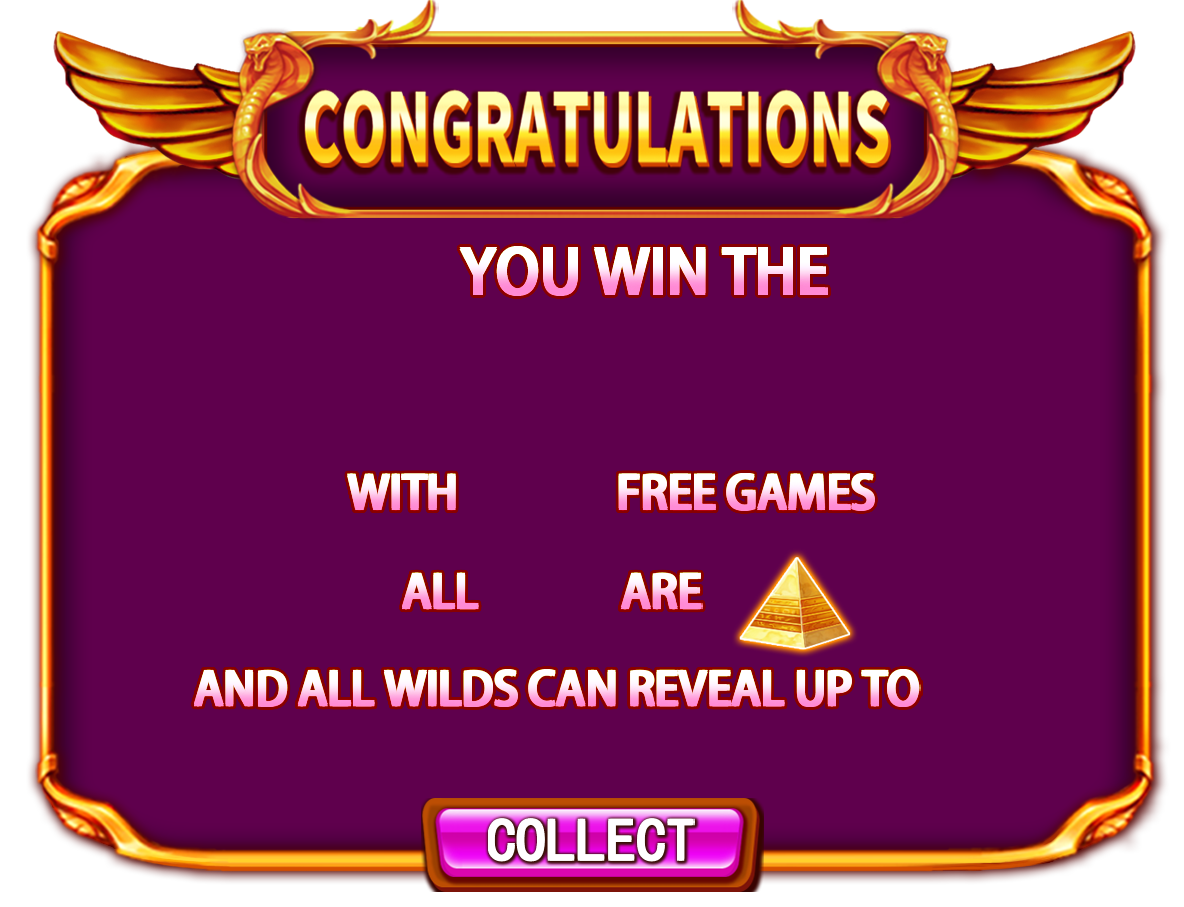 CONGRATULATIONS
YOU WIN THE
WITH FREE GAMES
ALL ARE
AND ALL WILDS CAN REVEAL UP TO
COLLECT